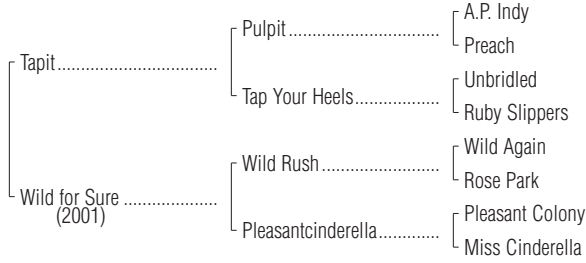 A.P. Indy
Pulpit
Preach
Tapit
Unbridled
Tap Your Heels
Ruby Slippers
Wild Again
Wild Rush
Rose Park
Wild for Sure
(2001)
Pleasant Colony
Pleasantcinderella
Miss Cinderella